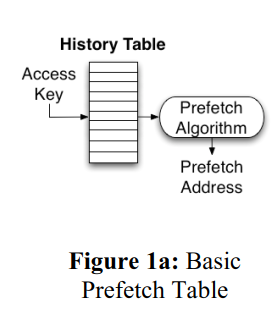 History Table
Access
Key
Prefetch
Algorithm
Prefetch
Address
Figure 1a: Basic
Prefetch Table